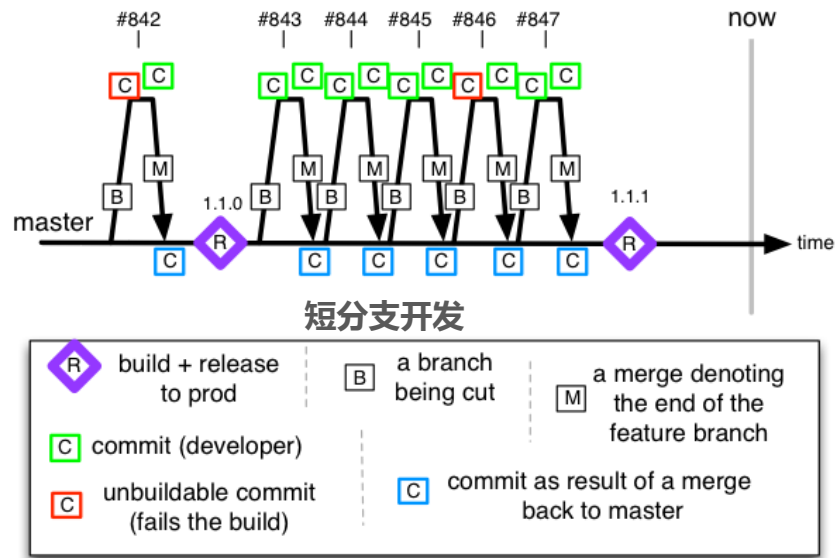 #842 #843 #844 #845 #846 #847 now
C C C C C C C C C C C C
M M M M M M
B B B B B B
1.1.0 1.1.1
master R R time
C C C C C C
短分支开发
R build + release
to prod
B a branch
being cut
M a merge denoting
the end of the
feature branch
C commit (developer)
C unbuildable commit
(fails the build)
C commit as result of a merge
back to master